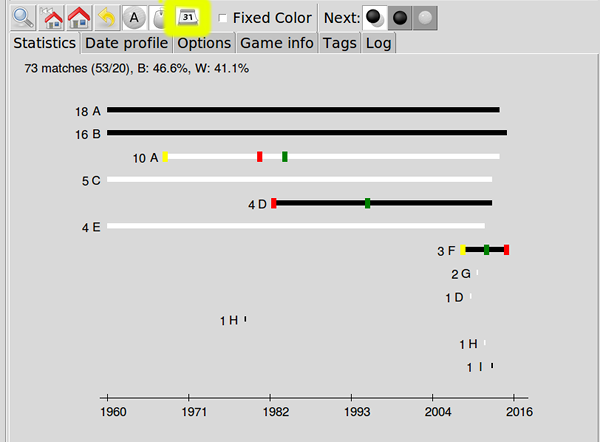 A 31 Fixed Color Next:
Statistics Date profile Options Game info Tags Log
73 matches (53/20), B: 46.6%, W: 41.1%
18 A
16 B
10 A
5 C
4 D
4 E
3 F
2 G
1 D
1 H
1 H
1 I
1960 1971 1982 1993 2004 2016